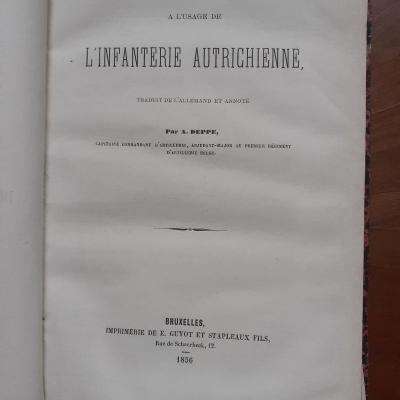 A L'USAGE DE
L'INFANTERIE AUTRICHIENNE,
TRADUIT DE L'ALLEMAND ET ANNOTÉ
Par A. DEPPE,
CAPITAINE COMMANDANT D'ARTILLERIE, ADJUDANT-MAJOR AU PREMIER RÉGIMENT
D'ARTILLERIE BELGE.
BRUXELLES,
IMPRIMERIE DE E. GUYOT ET STAPLEAUX FILS,
Rue de Schaerbeek, 12.
1856